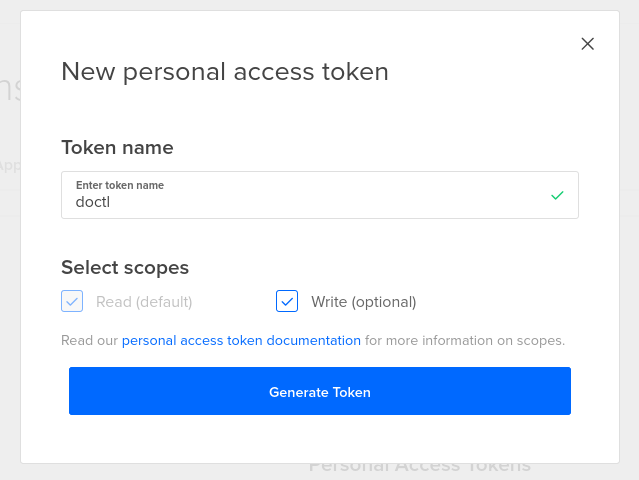 New personal access token
Token name
Enter token name
doctl
Select scopes
Read (default) Write (optional)
Read our personal access token documentation for more information on scopes.
Generate Token
Personal Access Tokens